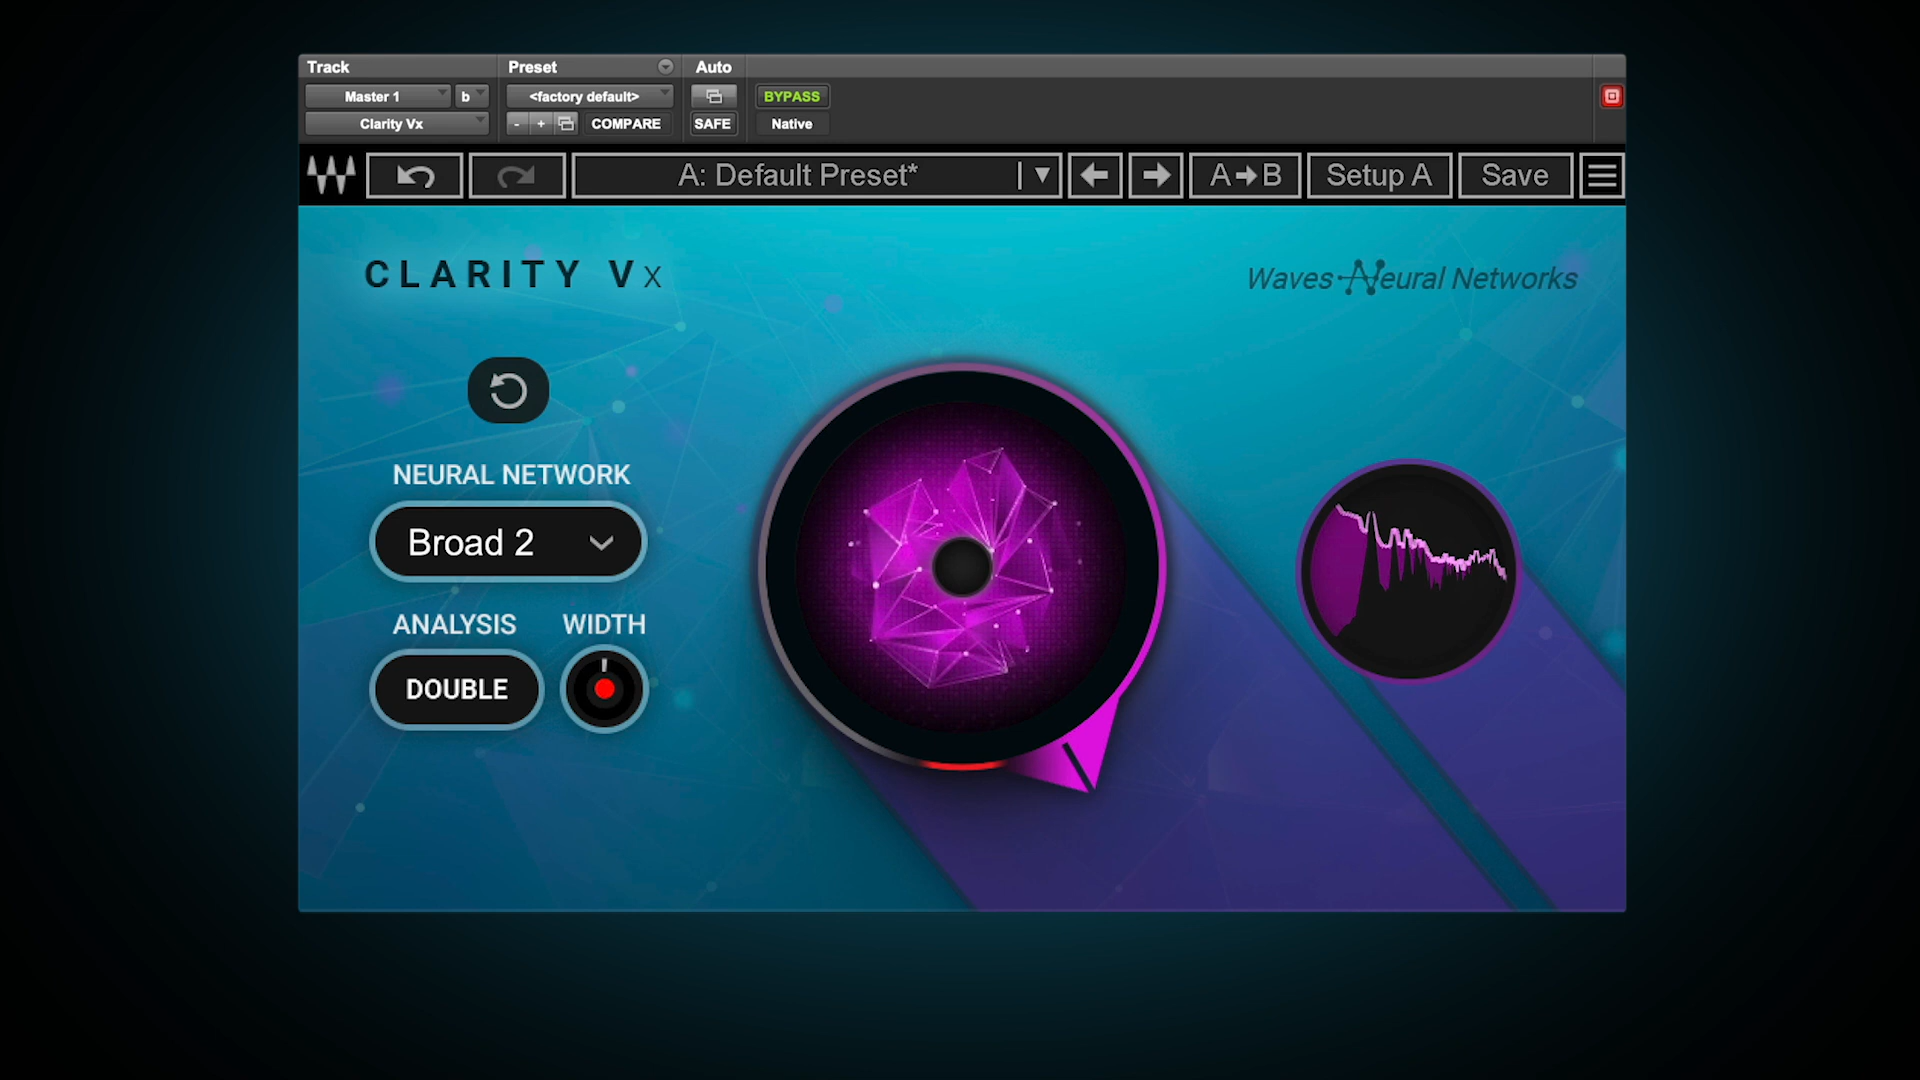 Track
Preset
Auto
Master 1
b
<factory default>
BYPASS
Clarity Vx
- +
COMPARE
SAFE
Native
A: Default Preset*
A→B
Setup A
Save
CLARITY Vx
Waves Neural Networks
NEURAL NETWORK
Broad 2
ANALYSIS
WIDTH
DOUBLE